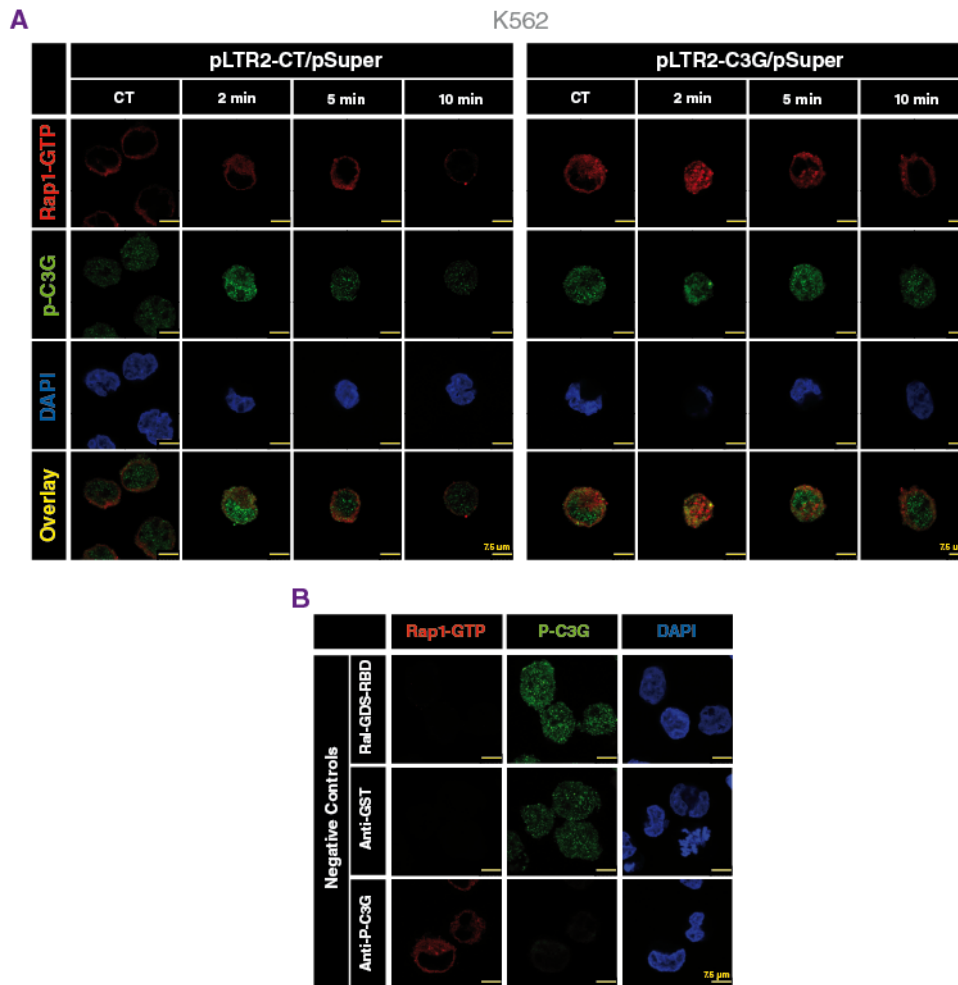 K562
A
pLTR2-CT/pSuper
pLTR2-C3G/pSuper
CT
2 min
5 min
10 min
CT
2 min
5 min
10 min
Rap1-GTP
p-C3G
DAPI
Overlay
7.5 µm
7.5 µ
B
Rap1-GTP
P-C3G
DAPI
Negative Controls
Ral-GDS-RBD
Anti-GST
Anti-P-C3G
7.5 µm